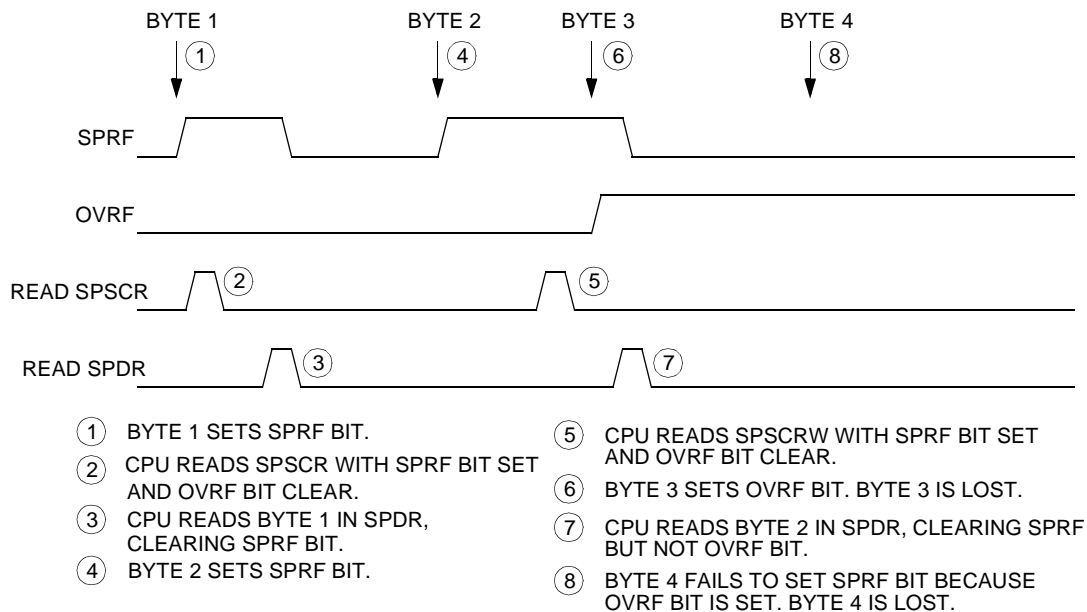 BYTE 1 BYTE 2 BYTE 3 BYTE 4
1 4 6 8
SPRF
OVRF
READ SPSCR 2 5
READ SPDR 3 7
1 BYTE 1 SETS SPRF BIT.
2 CPU READS SPSCR WITH SPRF BIT SET
AND OVRF BIT CLEAR.
3 CPU READS BYTE 1 IN SPDR,
CLEARING SPRF BIT.
4 BYTE 2 SETS SPRF BIT.
5 CPU READS SPSCRW WITH SPRF BIT SET
AND OVRF BIT CLEAR.
6 BYTE 3 SETS OVRF BIT. BYTE 3 IS LOST.
7 CPU READS BYTE 2 IN SPDR, CLEARING SPRF
BUT NOT OVRF BIT.
8 BYTE 4 FAILS TO SET SPRF BIT BECAUSE
OVRF BIT IS SET. BYTE 4 IS LOST.